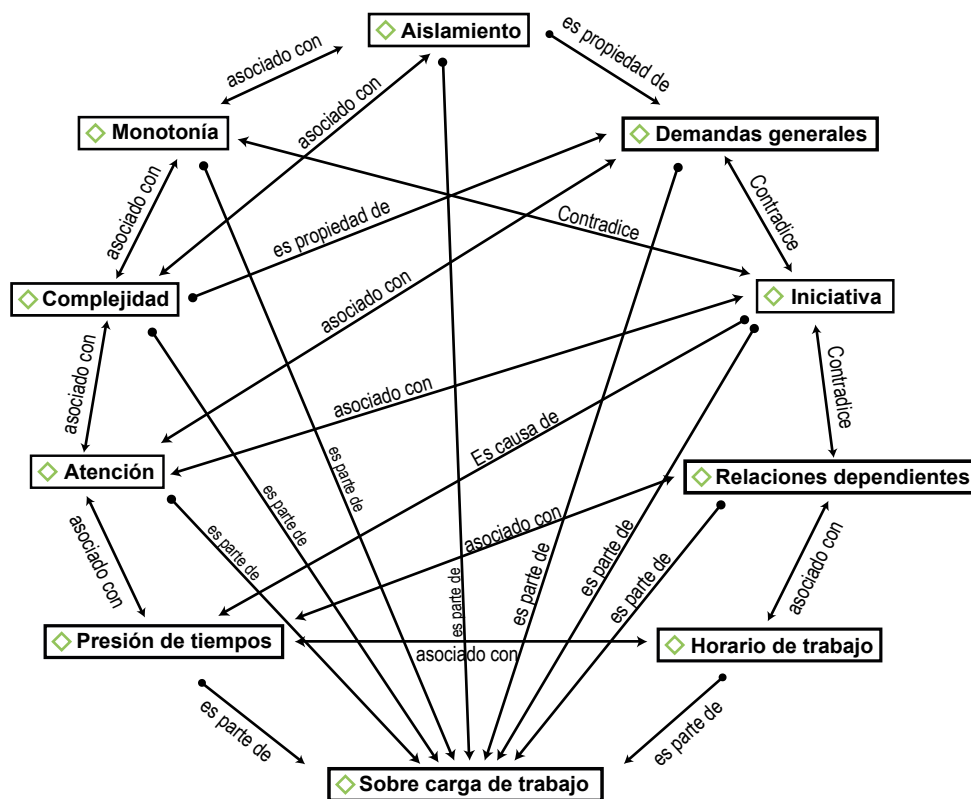 Aislamiento
es propiedad de
asociado con
asociado con
Monotonía
Demandas generales
asociado con
es propiedad de
Contradice
Contradice
Complejidad
asociado con
Iniciativa
asociado con
asociado con
Contradice
Es causa de
es parte de
Atención
Relaciones dependientes
es parte de
es parte de
asociado con
asociado con
es parte de
es parte de
es parte de
es parte de
asociado con
Presión de tiempos
asociado con
Horario de trabajo
es parte de
es parte de
Sobre carga de trabajo